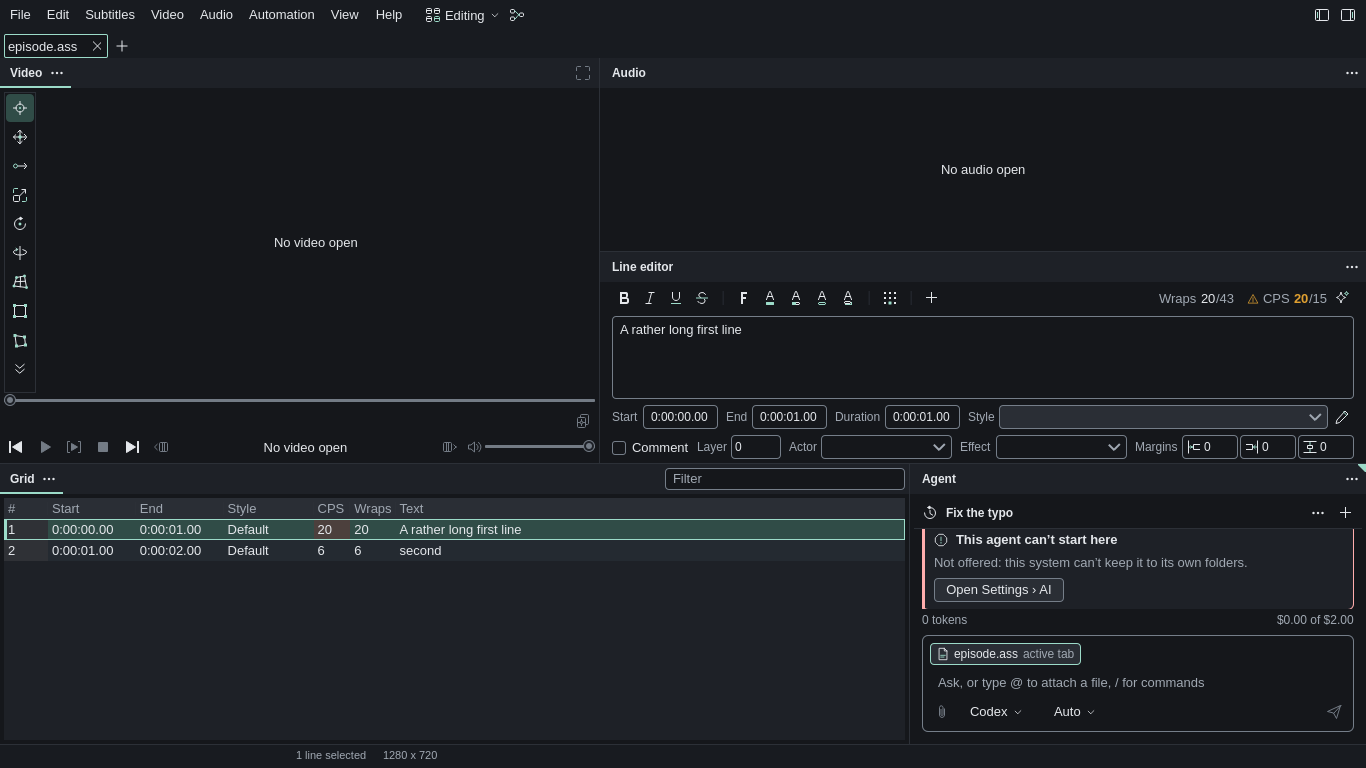 File Edit Subtitles Video Audio Automation View Help Editing
episode.ass
Video
No video open
No video open
Audio
No audio open
Line editor
B I U S F A A A A Wraps 20/43 CPS 20/15
A rather long first line
Start 0:00:00.00 End 0:00:01.00 Duration 0:00:01.00 Style
Comment Layer 0 Actor Effect Margins 0 0 0
Grid Filter
# Start End Style CPS Wraps Text
1 0:00:00.00 0:00:01.00 Default 20 20 A rather long first line
2 0:00:01.00 0:00:02.00 Default 6 6 second
Agent
Fix the typo
This agent can’t start here
Not offered: this system can’t keep it to its own folders.
Open Settings › AI
0 tokens $0.00 of $2.00
episode.ass active tab
Ask, or type @ to attach a file, / for commands
Codex Auto
1 line selected 1280 x 720